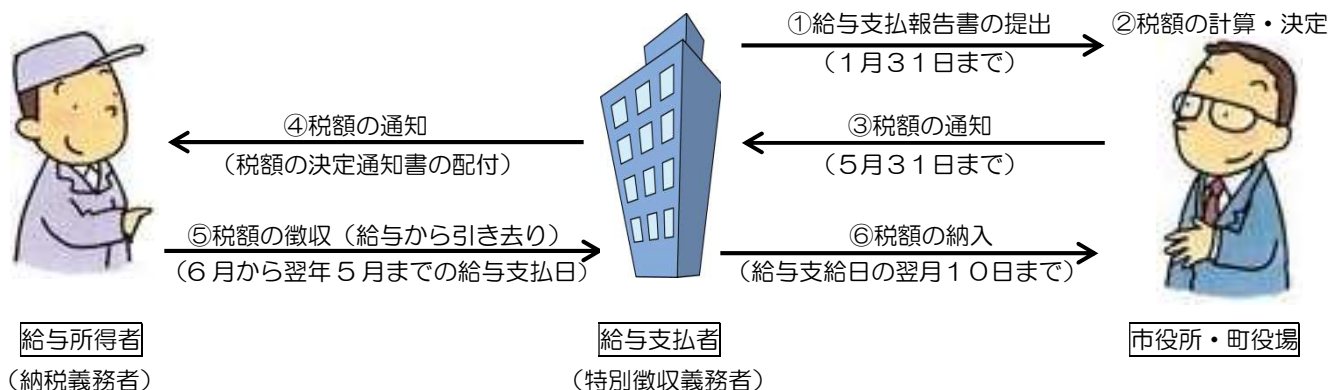 ①給与支払報告書の提出
（１月３１日まで）
②税額の計算・決定
④税額の通知
（税額の決定通知書の配付）
③税額の通知
（５月３１日まで）
⑤税額の徴収（給与から引き去り）
（６月から翌年５月までの給与支払日）
⑥税額の納入
（給与支給日の翌月１０日まで）
給与所得者
（納税義務者）
給与支払者
（特別徴収義務者）
市役所・町役場